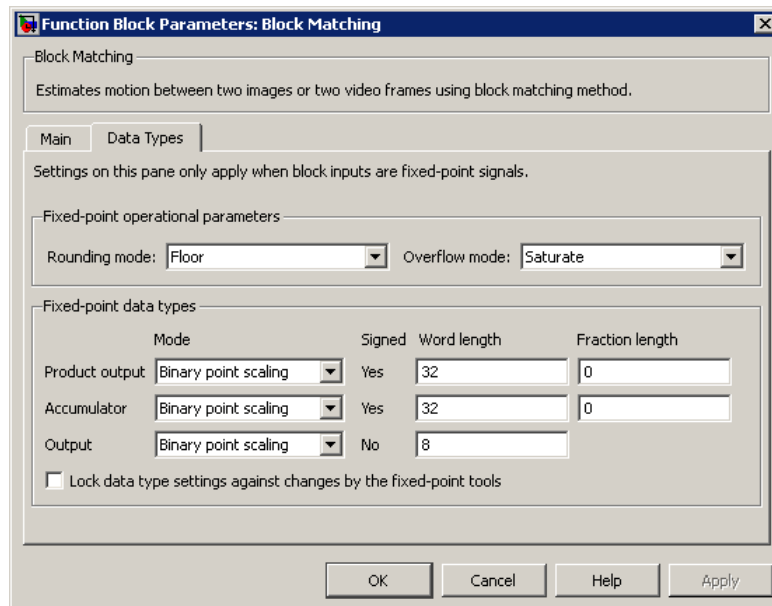 Function Block Parameters: Block Matching
Block Matching
Estimates motion between two images or two video frames using block matching method.
Main Data Types
Settings on this pane only apply when block inputs are fixed-point signals.
Fixed-point operational parameters
Rounding mode: Floor Overflow mode: Saturate
Fixed-point data types
Mode Signed Word length Fraction length
Product output Binary point scaling Yes 32 0
Accumulator Binary point scaling Yes 32 0
Output Binary point scaling No 8
Lock data type settings against changes by the fixed-point tools
OK Cancel Help Apply